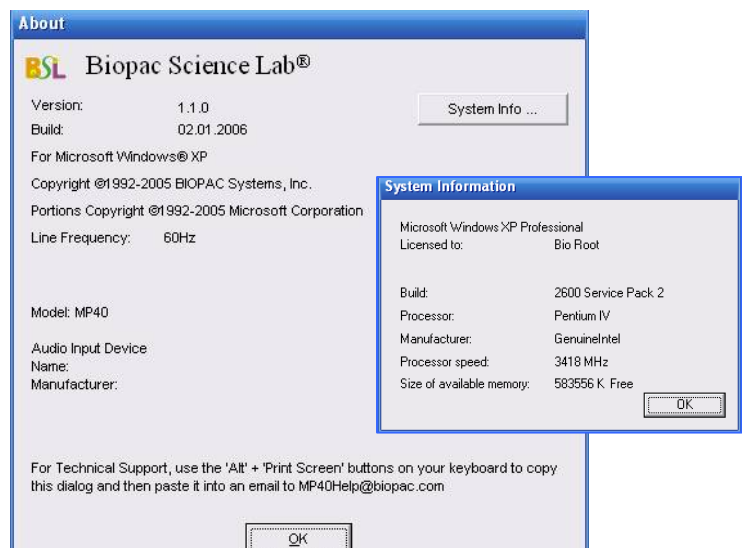 About
BSL Biopac Science Lab®
Version: 1.1.0
System Info ...
Build: 02.01.2006
For Microsoft Windows® XP
Copyright ©1992-2005 BIOPAC Systems, Inc.
Portions Copyright ©1992-2005 Microsoft Corporation
Line Frequency: 60Hz
Model: MP40
Audio Input Device
Name:
Manufacturer:
For Technical Support, use the 'Alt' + 'Print Screen' buttons on your keyboard to copy
this dialog and then paste it into an email to MP40Help@biopac.com
OK
System Information
Microsoft Windows XP Professional
Licensed to: Bio Root
Build: 2600 Service Pack 2
Processor: Pentium IV
Manufacturer: GenuineIntel
Processor speed: 3418 MHz
Size of available memory: 583556 K Free
OK